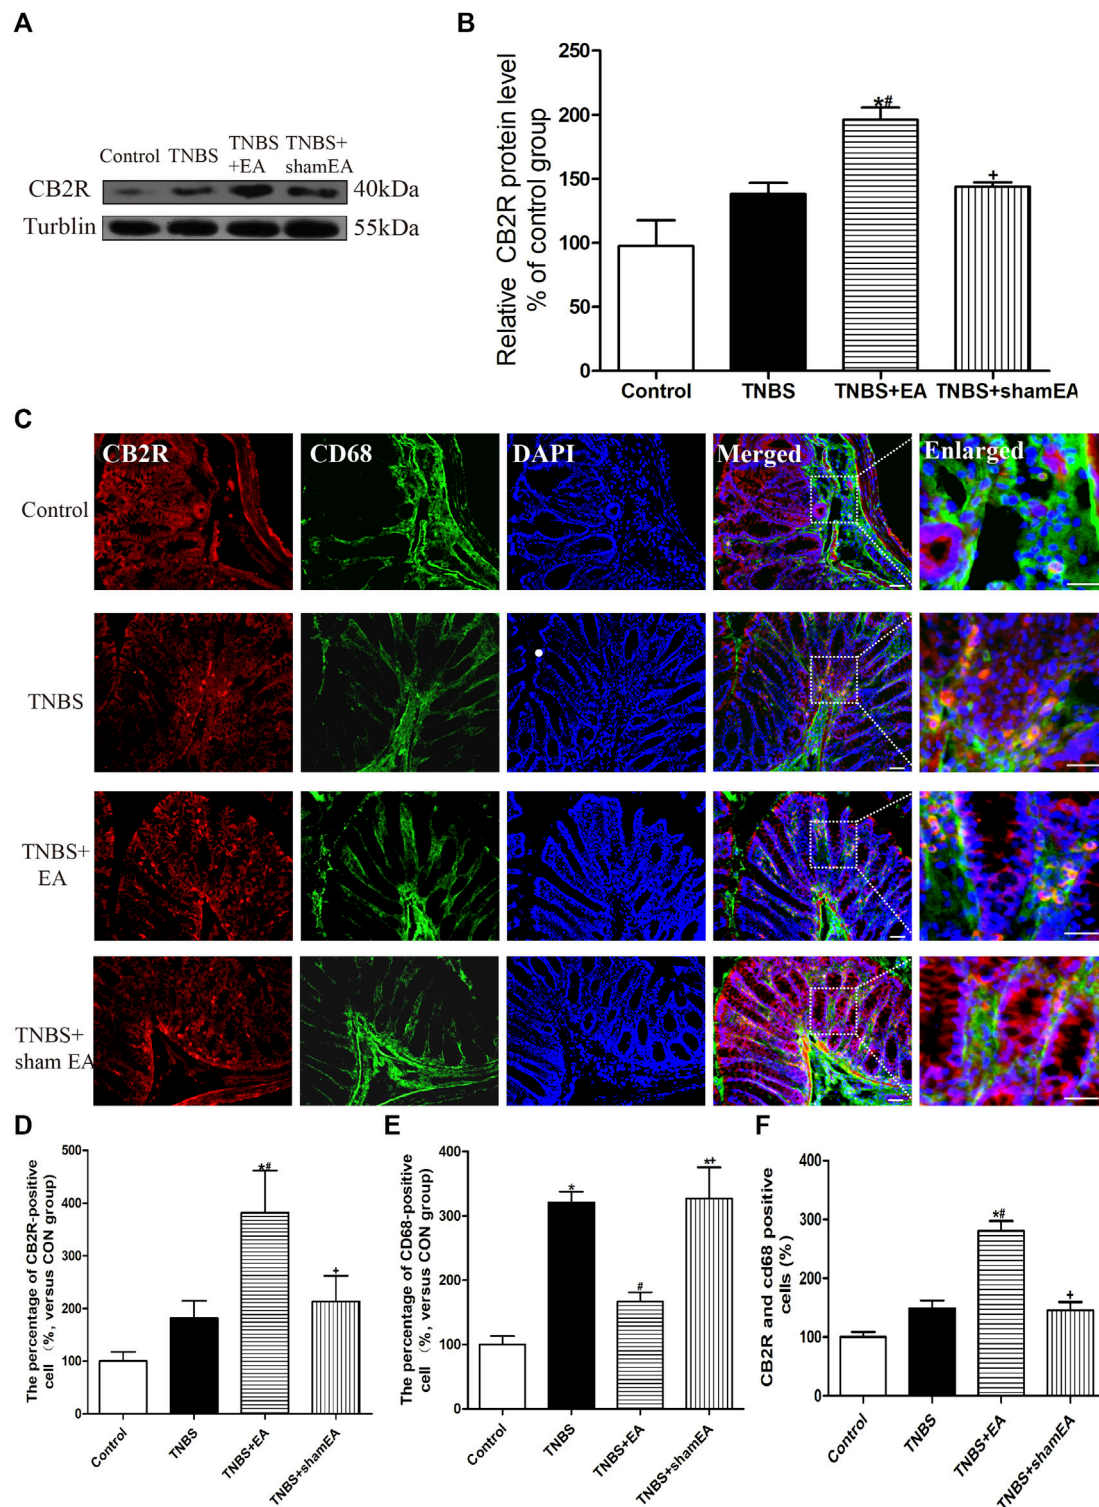 A
Control TNBS TNBS +EA TNBS+ shamEA
CB2R 40kDa
Turblin 55kDa
B
Relative CB2R protein level
% of control group
250
200
150
100
50
0
*#
+
Control TNBS TNBS+EA TNBS+shamEA
C
CB2R CD68 DAPI Merged Enlarged
Control
TNBS
TNBS+
EA
TNBS+
sham EA
D
The percentage of CB2R-positive
cell (%, versus CON group)
500
400
300
200
100
0
*#
+
Control TNBS TNBS+EA TNBS+shamEA
E
The percentage of CD68-positive
cell (%, versus CON group)
400
300
200
100
0
*
#
*+
Control TNBS TNBS+EA TNBS+shamEA
F
CB2R and cd68 positive
cells (%)
400
300
200
100
0
*#
+
Control TNBS TNBS+EA TNBS+shamEA